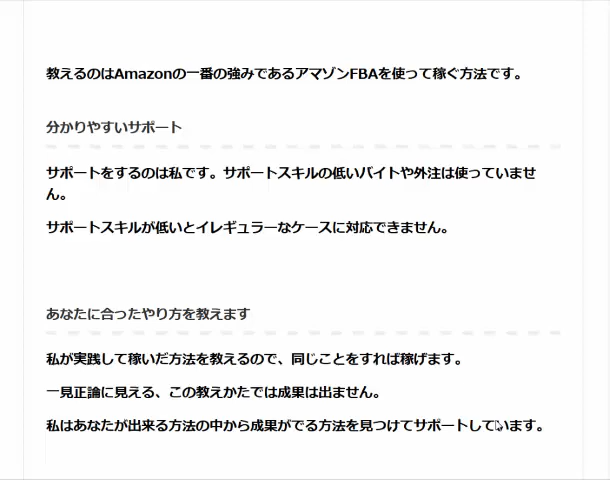 教えるのはAmazonの一番の強みであるアマゾンFBAを使って稼ぐ方法です。
分かりやすいサポート
サポートをするのは私です。サポートスキルの低いバイトや外注は使っていませ
ん。
サポートスキルが低いとイレギュラーなケースに対応できません。
あなたに合ったやり方を教えます
私が実践して稼いだ方法を教えるので、同じことをすれば稼げます。
一見正論に見える、この教えかたでは成果は出ません。
私はあなたが出来る方法の中から成果がでる方法を見つけてサポートしています。